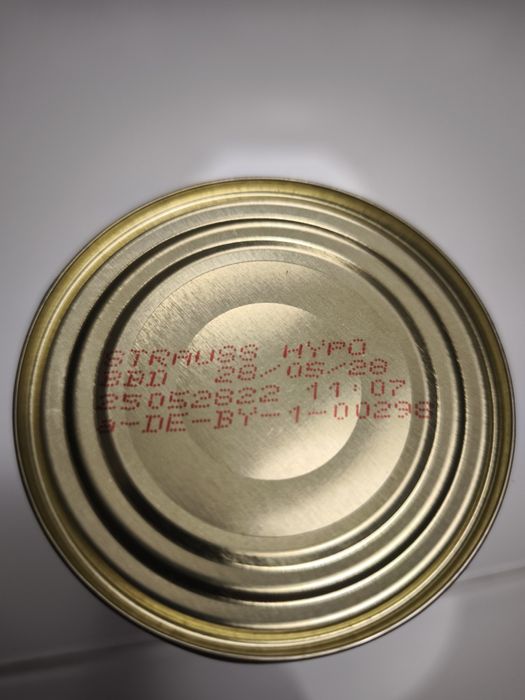 STRAUSS HYPO
BBD 28/05/28
25052822 11:07
a-DE-BY-1-00298